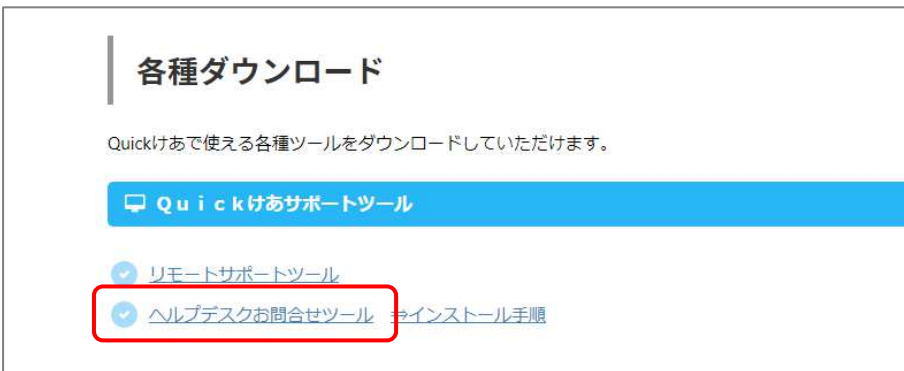 各種ダウンロード
Quickけあで使える各種ツールをダウンロードしていただけます。
Ｑｕｉｃｋけあサポートツール
リモートサポートツール
ヘルプデスクお問合せツール ⇒インストール手順